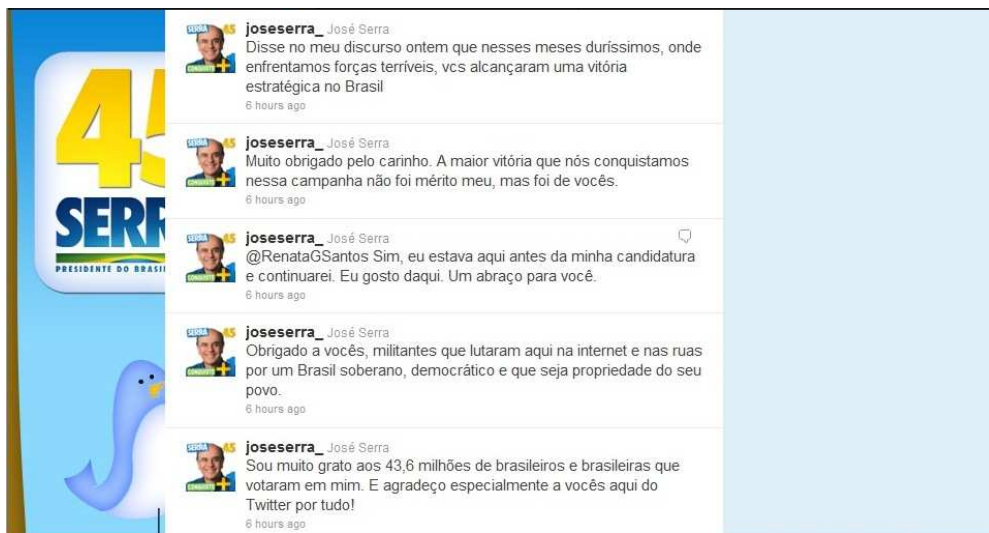 45
SERRA
PRESIDENTE DO BRASIL
joseserra_ José Serra
Disse no meu discurso ontem que nesses meses duríssimos, onde
enfrentamos forças terríveis, vcs alcançaram uma vitória
estratégica no Brasil
6 hours ago
joseserra_ José Serra
Muito obrigado pelo carinho. A maior vitória que nós conquistamos
nessa campanha não foi mérito meu, mas foi de vocês.
6 hours ago
joseserra_ José Serra
@RenataGSantos Sim, eu estava aqui antes da minha candidatura
e continuarei. Eu gosto daqui. Um abraço para você.
6 hours ago
joseserra_ José Serra
Obrigado a vocês, militantes que lutaram aqui na internet e nas ruas
por um Brasil soberano, democrático e que seja propriedade do seu
povo.
6 hours ago
joseserra_ José Serra
Sou muito grato aos 43,6 milhões de brasileiros e brasileiras que
votaram em mim. E agradeço especialmente a vocês aqui do
Twitter por tudo!
6 hours ago